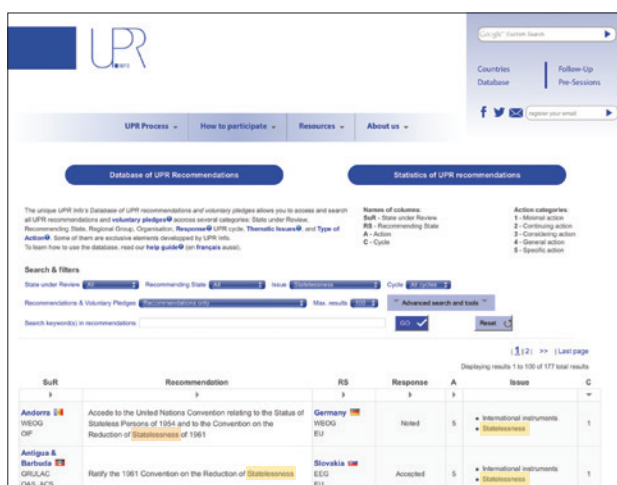 UPR
.INFO
Google™ Custom Search
Countries
Database
Follow-Up
Pre-Sessions
register your email
UPR Process
How to participate
Resources
About us
Database of UPR Recommendations
Statistics of UPR recommendations
The unique UPR Info's Database of UPR recommendations and voluntary pledges allows you to access and search
all UPR recommendations and voluntary pledges accross several categories: State under Review,
Recommending State, Regional Group, Organisation, Response UPR cycle, Thematic Issues, and Type of
Action. Some of them are exclusive elements developped by UPR Info.
To learn how to use the database, read our help guide (en français aussi).
Names of columns:
SuR - State under Review
RS - Recommending State
A - Action
C - Cycle
Action categories:
1 - Minimal action
2 - Continuing action
3 - Considering action
4 - General action
5 - Specific action
Search & filters
State under Review All Recommending State All Issue Statelessness Cycle All cycles
Recommendations & Voluntary Pledges Recommendations only Max. results 100 Advanced search and tools
Search keyword(s) in recommendations GO Reset
| 1 | 2 | >> | Last page
Displaying results 1 to 100 of 177 total results
SuR Recommendation RS Response A Issue C
Andorra
WEOG
OIF
Accede to the United Nations Convention relating to the Status of
Stateless Persons of 1954 and to the Convention on the
Reduction of Statelessness of 1961
Germany
WEOG
EU
Noted
5
• International instruments
• Statelessness
1
Antigua &
Barbuda
GRULAC
OAS, ACS
Ratify the 1961 Convention on the Reduction of Statelessness
Slovakia
EEG
EU
Accepted
5
• International instruments
• Statelessness
1